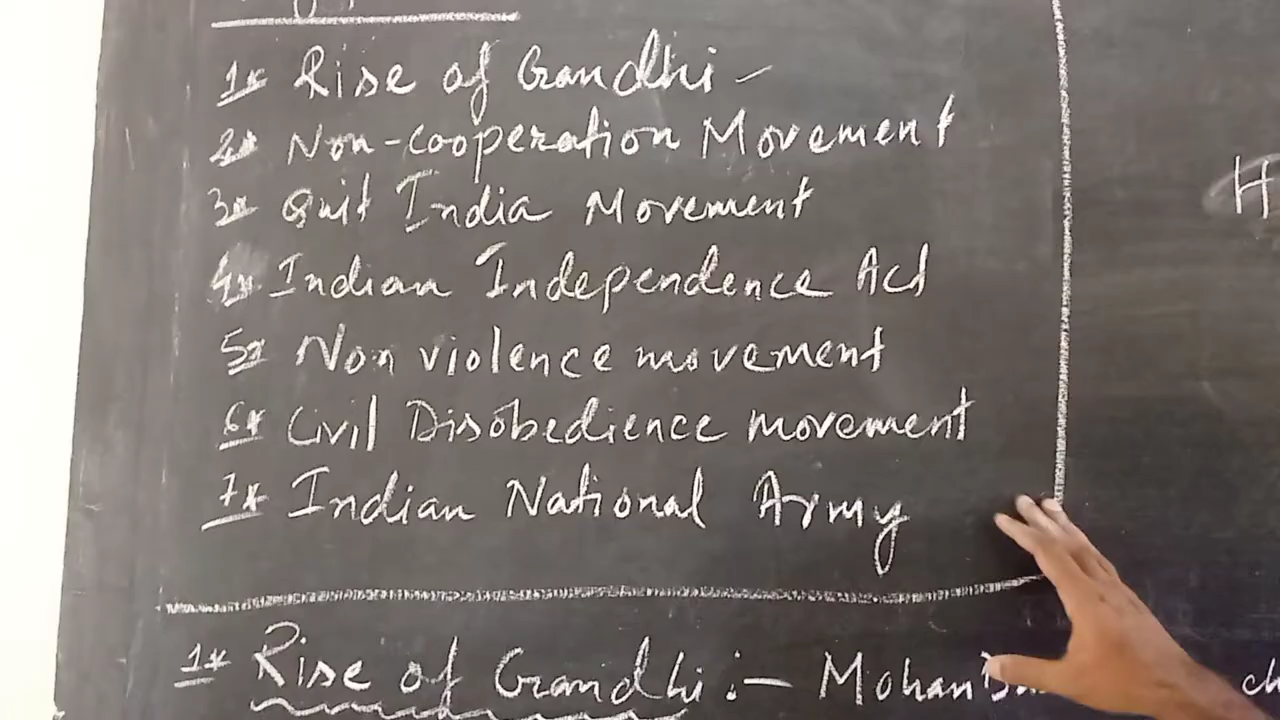 1* Rise of Gandhi -
2* Non-cooperation Movement
3* Quit India Movement
4* Indian Independence Act
5* Non violence movement
6* Civil Disobedience movement
7* Indian National Army
1* Rise of Gandhi :- Mohan
H